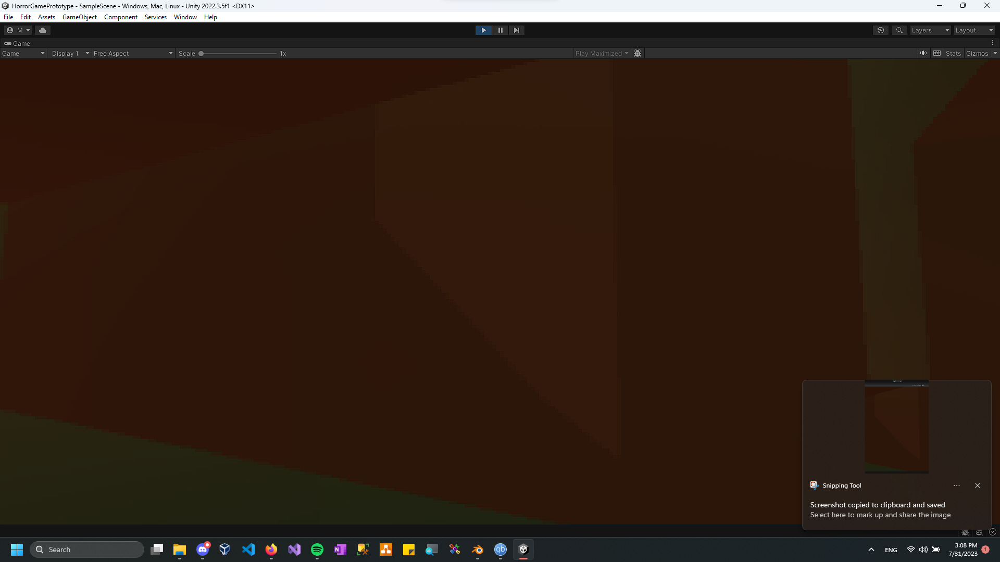 HorrorGamePrototype - SampleScene - Windows, Mac, Linux - Unity 2022.3.5f1 <DX11>
File Edit Assets GameObject Component Services Window Help
M Layers Layout
Game
Game Display 1 Free Aspect Scale 1x Play Maximized Stats Gizmos
Snipping Tool
Screenshot copied to clipboard and saved
Select here to mark up and share the image
Search
N
qb
ENG
3:08 PM
7/31/2023
1